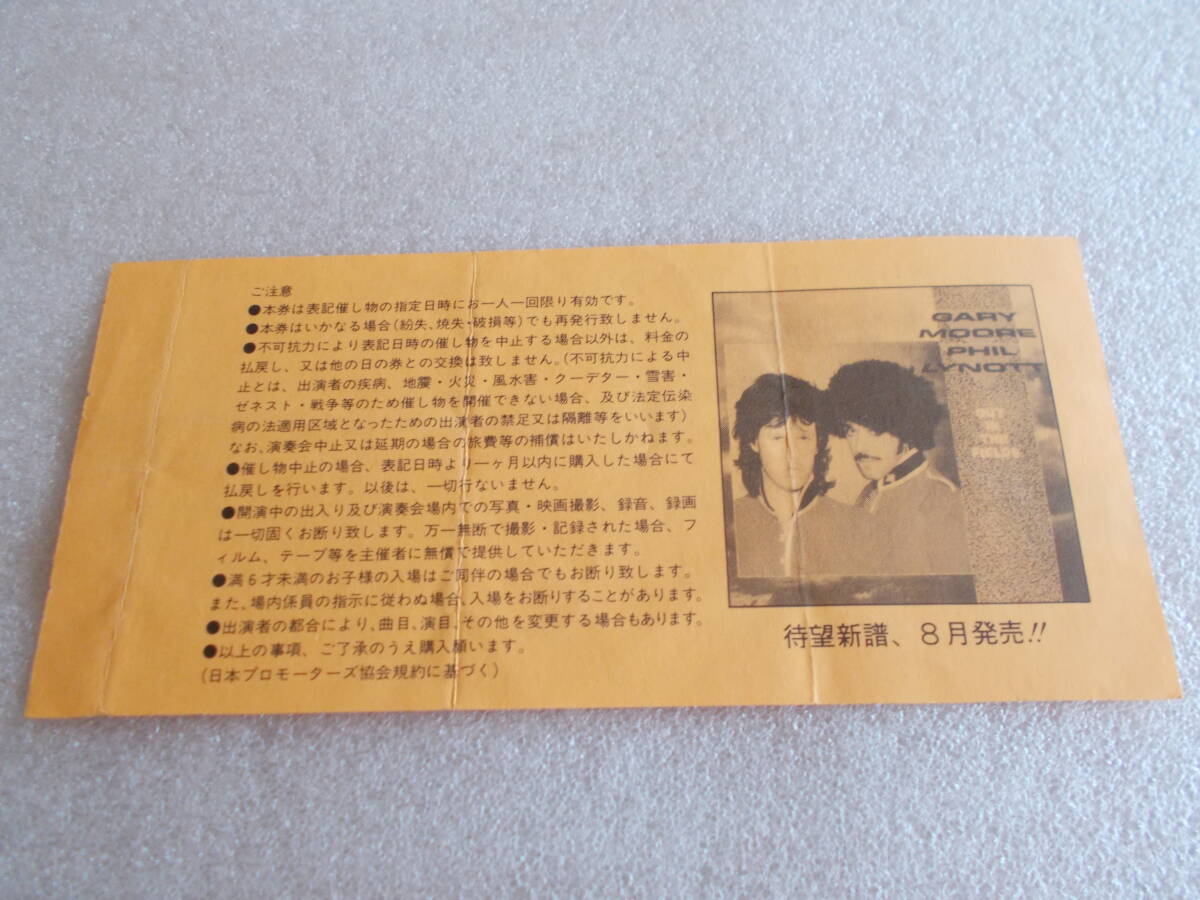 ご注意
●本券は表記催し物の指定日時にお一人一回限り有効です。
●本券はいかなる場合(紛失、焼失・破損等)でも再発行致しません。
●不可抗力により表記日時の催し物を中止する場合以外は、料金の
払戻し、又は他の日の券との交換は致しません。(不可抗力による中
止とは、出演者の疾病、地震・火災・風水害・クーデター・雪害・
ゼネスト・戦争等のため催し物を開催できない場合、及び法定伝染
病の法適用区域となったための出演者の禁足又は隔離等をいいます)
なお、演奏会中止又は延期の場合の旅費等の補償はいたしかねます。
●催し物中止の場合、表記日時より一ヶ月以内に購入した場合にて
払戻しを行います。以後は、一切行ないません。
●開演中の出入り及び演奏会場内での写真・映画撮影、録音、録画
は一切固くお断り致します。万一無断で撮影・記録された場合、フ
ィルム、テープ等を主催者に無償で提供していただきます。
●満6才未満のお子様の入場はご同伴の場合でもお断り致します。
また、場内係員の指示に従わぬ場合、入場をお断りすることがあります。
●出演者の都合により、曲目、演目、その他を変更する場合もあります。
●以上の事項、ご了承のうえ購入願います。
(日本プロモーターズ協会規約に基づく)
GARY
MOORE
PHIL
LYNOTT
OUT
IN
THE
FIELDS
待望新譜、8月発売!!